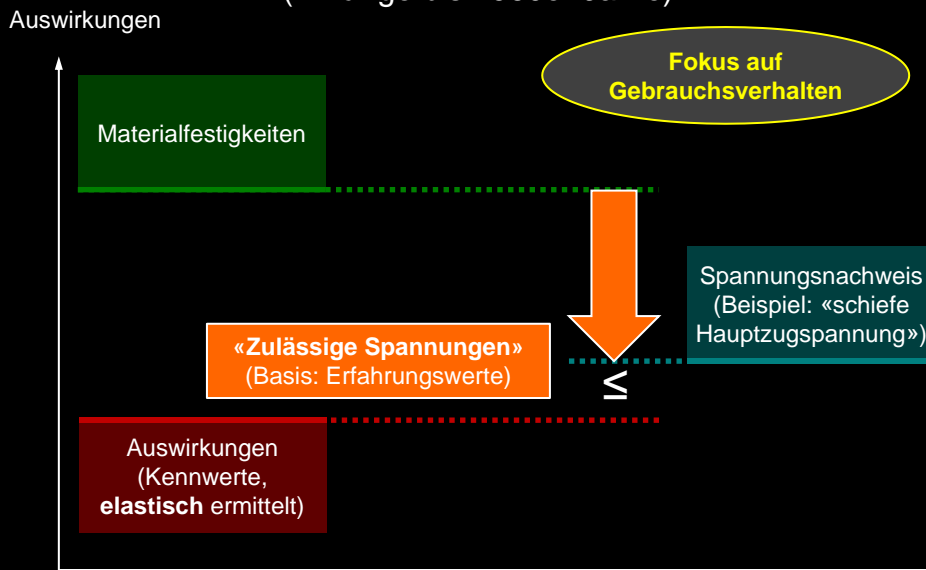 Auswirkungen
Fokus auf
Gebrauchsverhalten
Materialfestigkeiten
Spannungsnachweis
(Beispiel: «schiefe
Hauptzugspannung»)
«Zulässige Spannungen»
(Basis: Erfahrungswerte)
≤
Auswirkungen
(Kennwerte,
elastisch ermittelt)